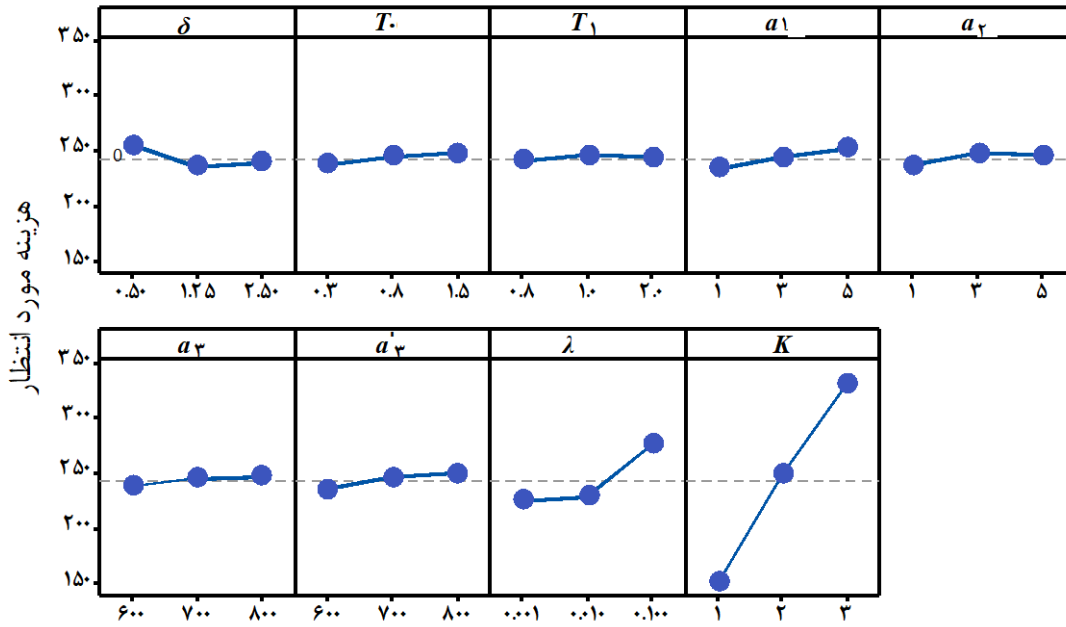 δ T۰ T۱ a۱ a۲
۳۵۰
۳۰۰
۲۵۰
0
۲۰۰
۱۵۰
۰.۵۰ ۱.۲۵ ۲.۵۰ ۰.۳ ۰.۸ ۱.۵ ۰.۸ ۱.۰ ۲.۰ ۱ ۳ ۵ ۱ ۳ ۵
هزینه مورد انتظار
a۳ a'۳ λ K
۳۵۰
۳۰۰
۲۵۰
۲۰۰
۱۵۰
۶۰۰ ۷۰۰ ۸۰۰ ۶۰۰ ۷۰۰ ۸۰۰ ۰.۰۰۱ ۰.۰۱۰ ۰.۱۰۰ ۱ ۲ ۳